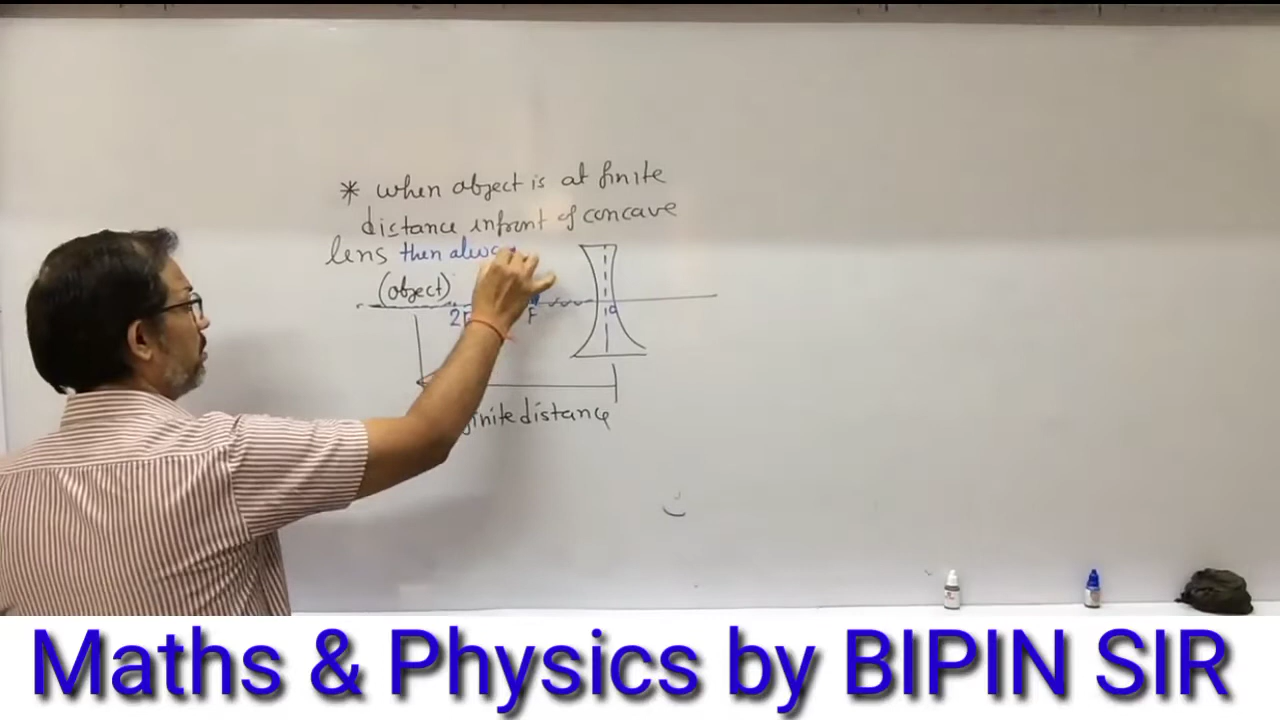 * when object is at finite
distance infront of concave
lens then alwa
(object)
2F F O
finite distance
Maths & Physics by BIPIN SIR